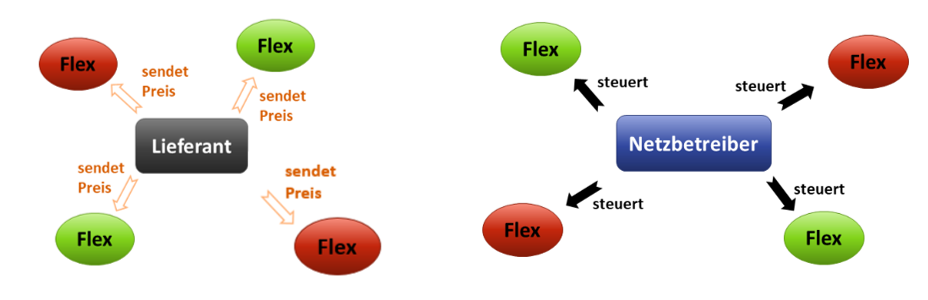 Flex
Flex
sendet
Preis
sendet
Preis
Lieferant
sendet
Preis
sendet
Preis
Flex
Flex
Flex
steuert
steuert
Flex
Netzbetreiber
steuert
steuert
Flex
Flex